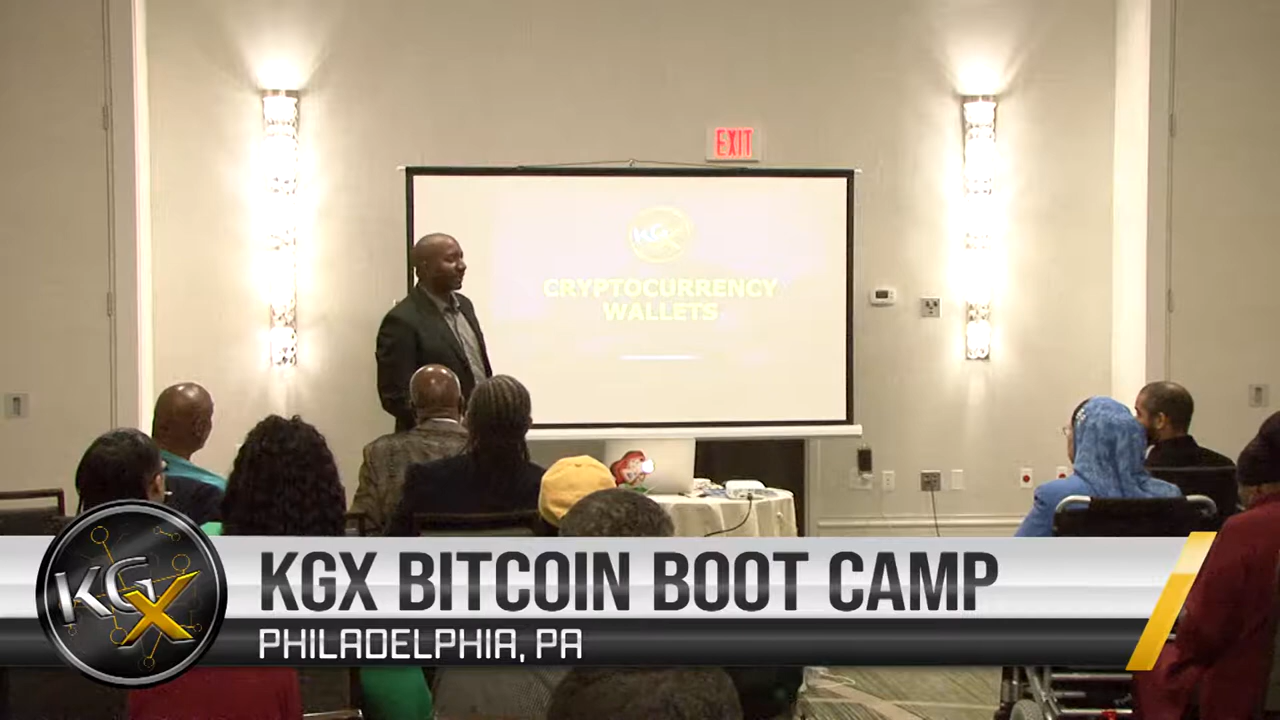 EXIT
KGX
CRYPTOCURRENCY
WALLETS
KGX
KGX BITCOIN BOOT CAMP
PHILADELPHIA, PA